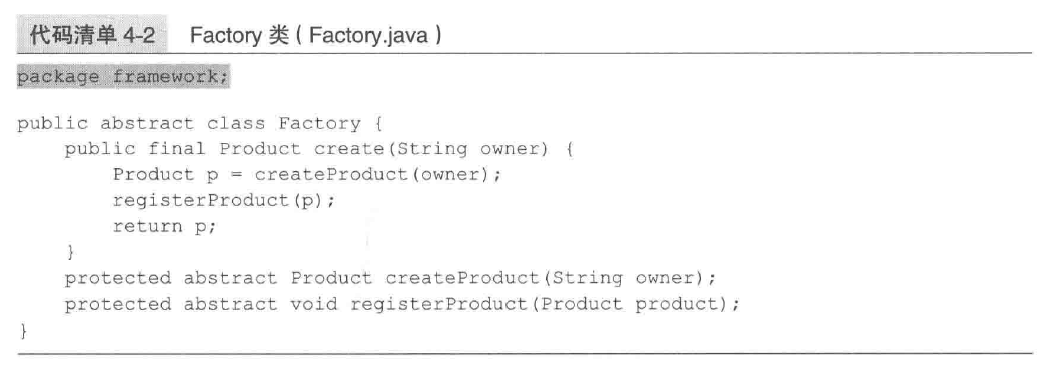 代码清单 4-2 Factory 类 ( Factory.java )
package framework;
public abstract class Factory {
    public final Product create(String owner) {
        Product p = createProduct(owner);
        registerProduct(p);
        return p;
    }
    protected abstract Product createProduct(String owner);
    protected abstract void registerProduct(Product product);
}